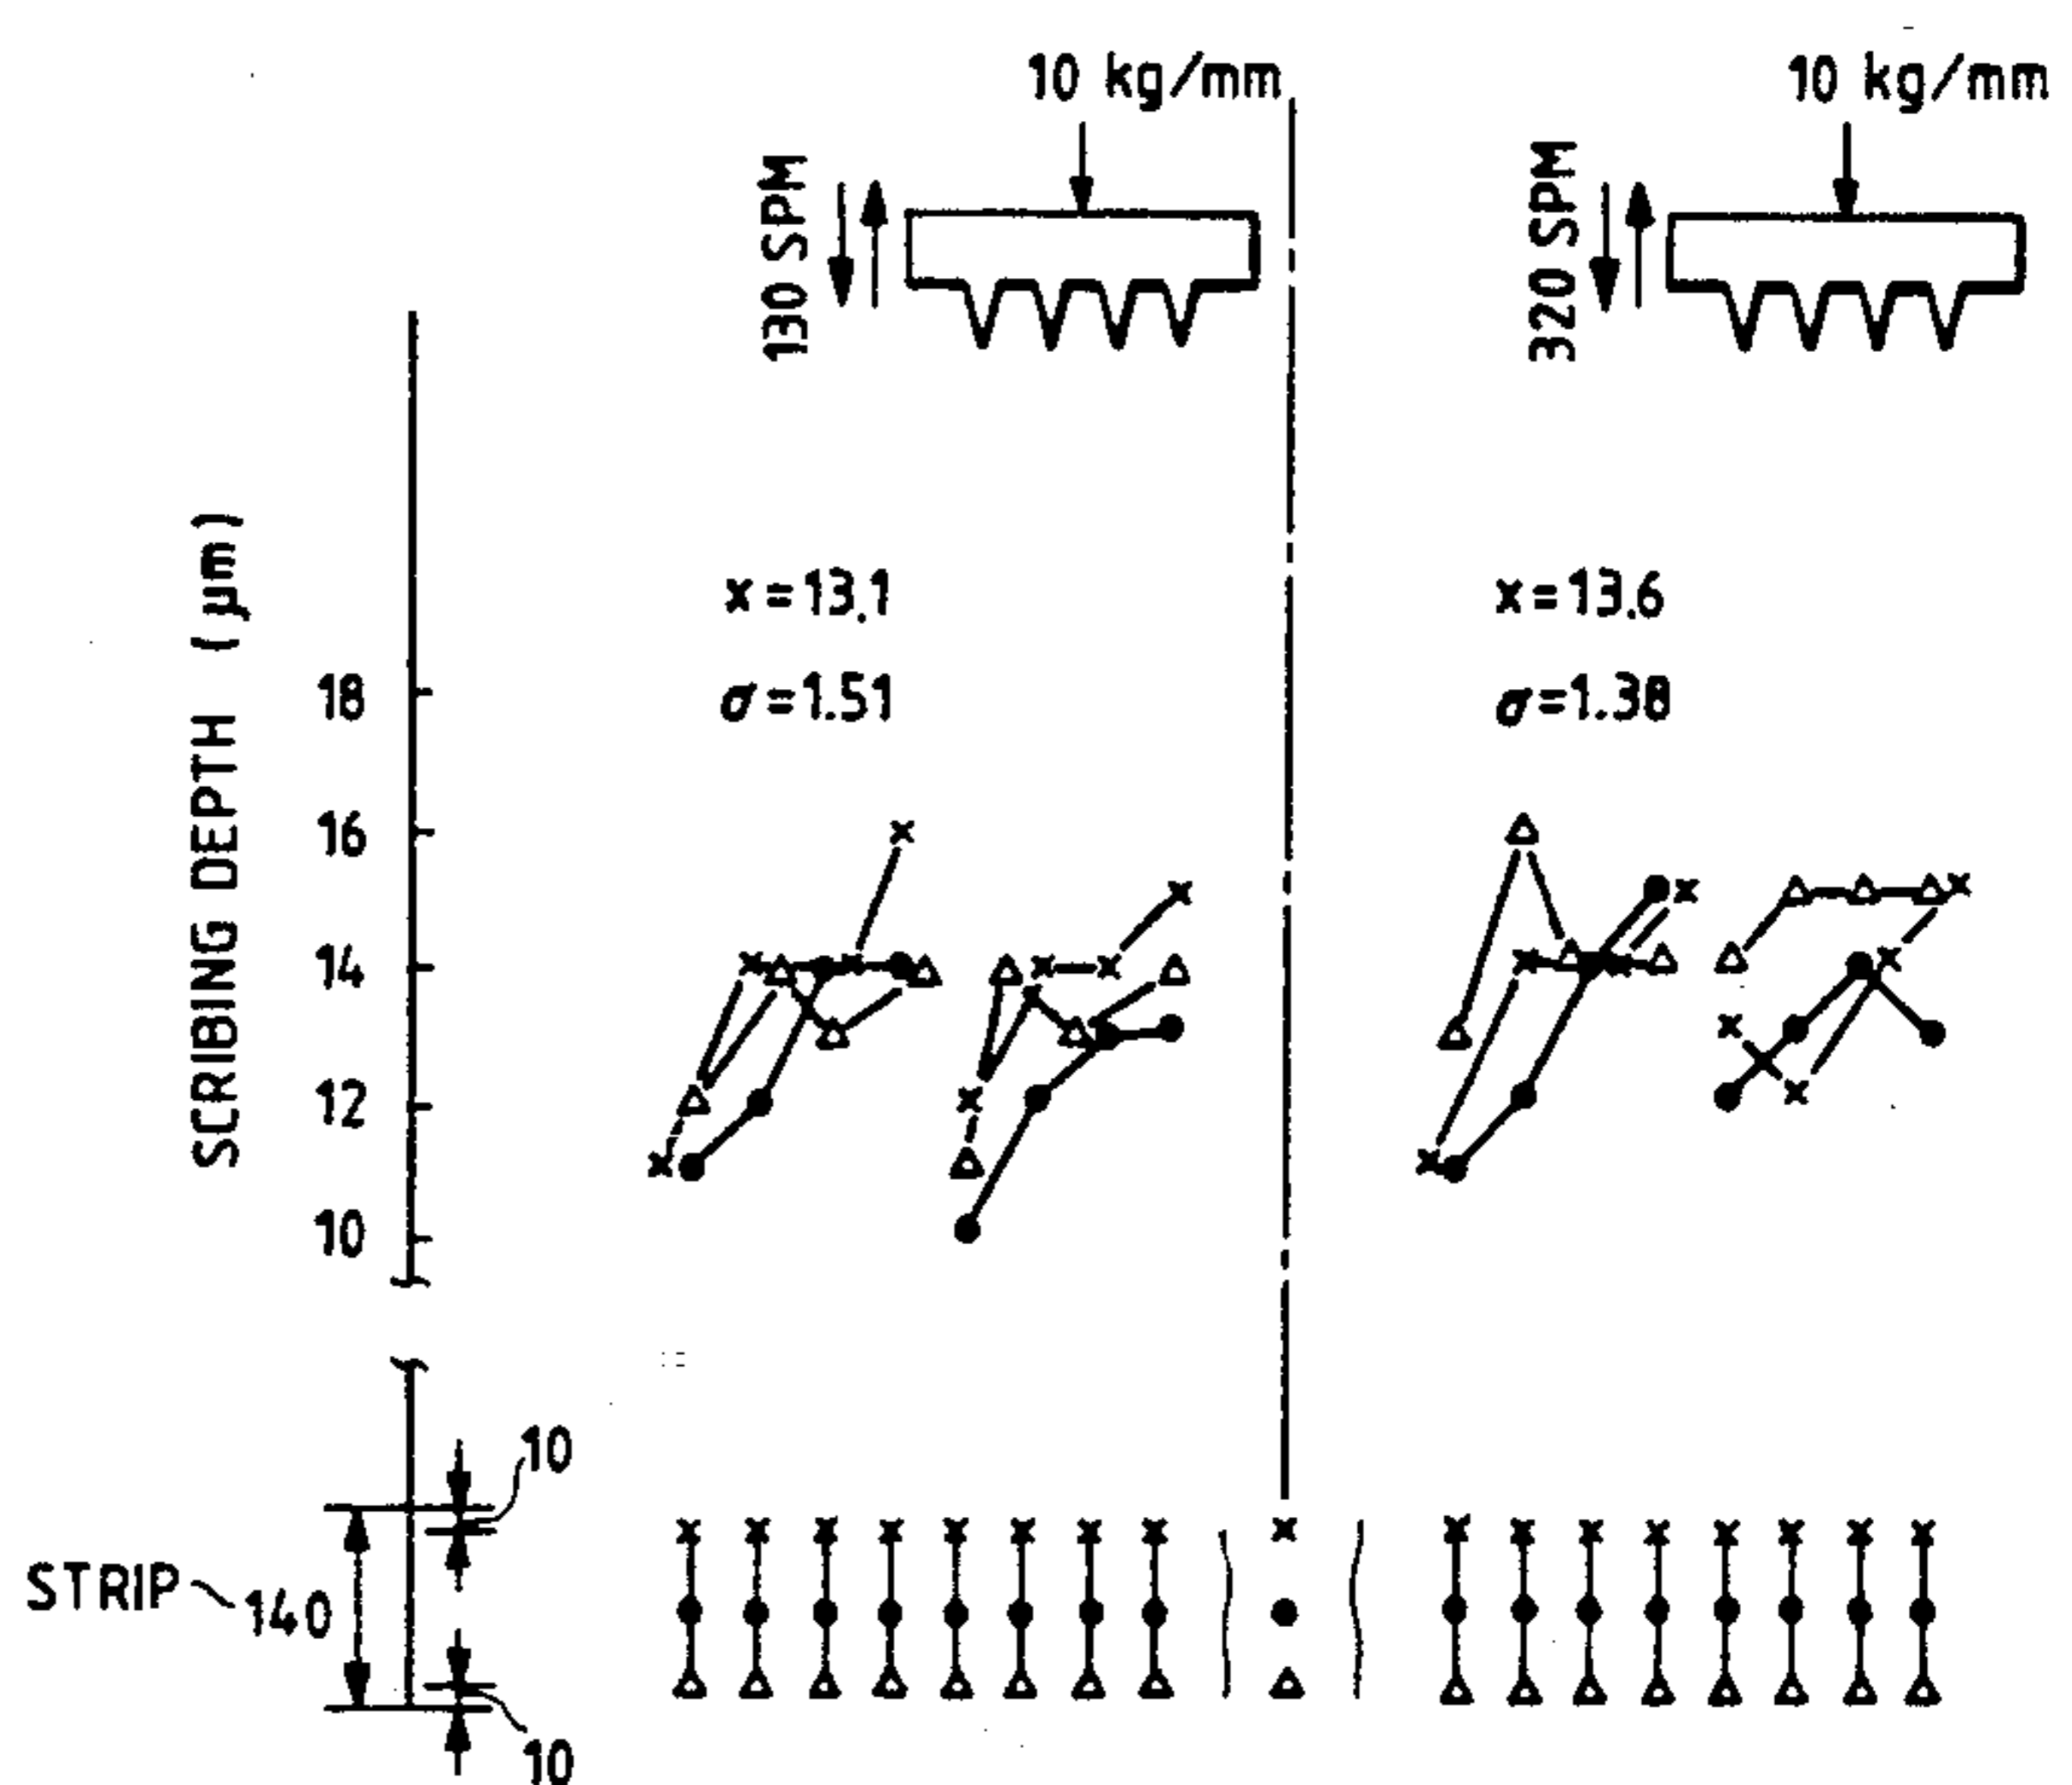 10 kg/mm
10 kg/mm
130 SPM
320 SPM
SCRIBING DEPTH (µm)
x=13.1
σ=1.51
x=13.6
σ=1.38
18
16
14
12
10
10
STRIP 140
10